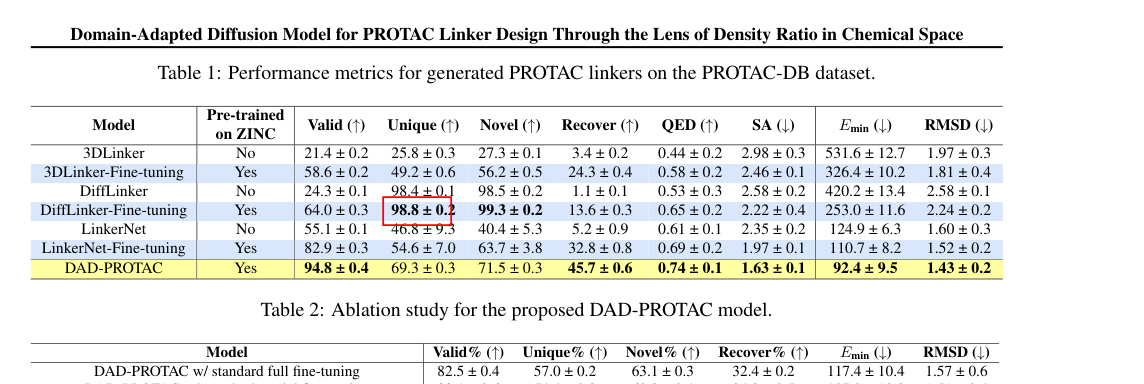 Domain-Adapted Diffusion Model for PROTAC Linker Design Through the Lens of Density Ratio in Chemical Space
Table 1: Performance metrics for generated PROTAC linkers on the PROTAC-DB dataset.
Model Pre-trained on ZINC Valid (↑) Unique (↑) Novel (↑) Recover (↑) QED (↑) SA (↓) Emin (↓) RMSD (↓)
3DLinker No 21.4 ± 0.2 25.8 ± 0.3 27.3 ± 0.1 3.4 ± 0.2 0.44 ± 0.2 2.98 ± 0.3 531.6 ± 12.7 1.97 ± 0.3
3DLinker-Fine-tuning Yes 58.6 ± 0.2 49.2 ± 0.6 56.2 ± 0.5 24.3 ± 0.4 0.58 ± 0.2 2.46 ± 0.1 326.4 ± 10.2 1.81 ± 0.4
DiffLinker No 24.3 ± 0.1 98.4 ± 0.1 98.5 ± 0.2 1.1 ± 0.1 0.53 ± 0.3 2.58 ± 0.2 420.2 ± 13.4 2.58 ± 0.1
DiffLinker-Fine-tuning Yes 64.0 ± 0.3 98.8 ± 0.2 99.3 ± 0.2 13.6 ± 0.3 0.65 ± 0.2 2.22 ± 0.4 253.0 ± 11.6 2.24 ± 0.2
LinkerNet No 55.1 ± 0.1 46.8 ± 9.3 40.4 ± 5.3 5.2 ± 0.9 0.61 ± 0.1 2.35 ± 0.2 124.9 ± 6.3 1.60 ± 0.3
LinkerNet-Fine-tuning Yes 82.9 ± 0.3 54.6 ± 7.0 63.7 ± 3.8 32.8 ± 0.8 0.69 ± 0.2 1.97 ± 0.1 110.7 ± 8.2 1.52 ± 0.2
DAD-PROTAC Yes 94.8 ± 0.4 69.3 ± 0.3 71.5 ± 0.3 45.7 ± 0.6 0.74 ± 0.1 1.63 ± 0.1 92.4 ± 9.5 1.43 ± 0.2
Table 2: Ablation study for the proposed DAD-PROTAC model.
Model Valid% (↑) Unique% (↑) Novel% (↑) Recover% (↑) Emin (↓) RMSD (↓)
DAD-PROTAC w/ standard full fine-tuning 82.5 ± 0.4 57.0 ± 0.2 63.1 ± 0.3 32.4 ± 0.2 117.4 ± 10.4 1.57 ± 0.6